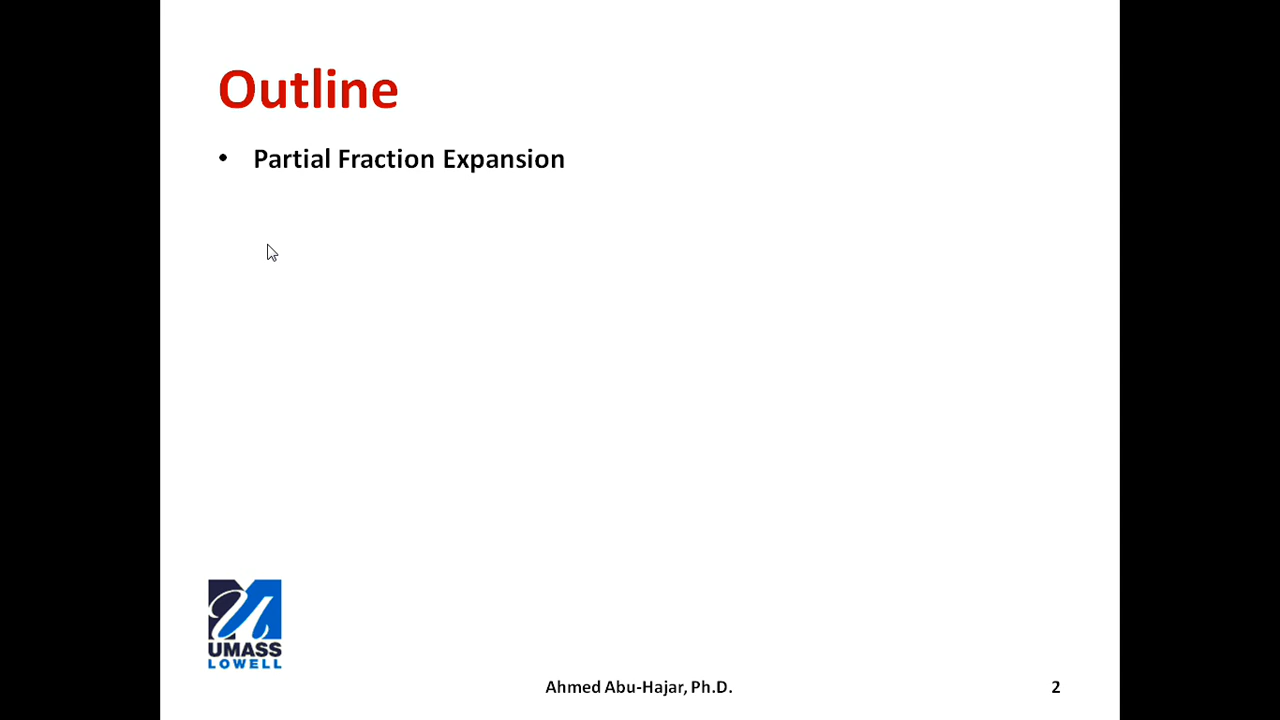 Outline
• Partial Fraction Expansion
UMASS
LOWELL
Ahmed Abu-Hajar, Ph.D.
2